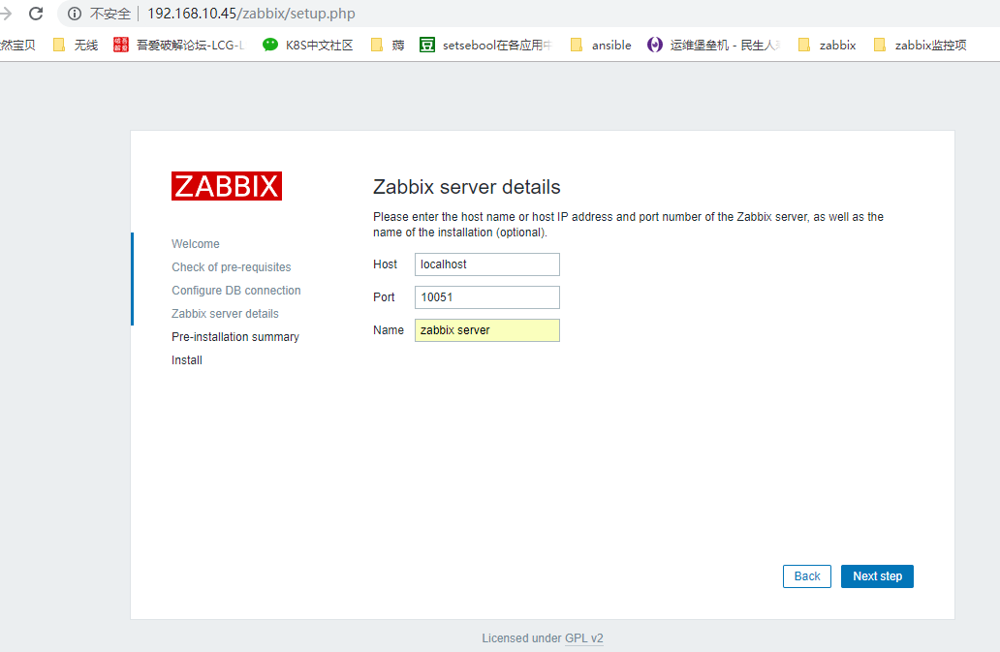 不安全 192.168.10.45/zabbix/setup.php
然宝贝 无线 吾爱破解论坛-LCG-L K8S中文社区 薅 setsebool在各应用中 ansible 运维堡垒机 - 民生人 zabbix zabbix监控项
ZABBIX
Welcome
Check of pre-requisites
Configure DB connection
Zabbix server details
Pre-installation summary
Install
Zabbix server details
Please enter the host name or host IP address and port number of the Zabbix server, as well as the
name of the installation (optional).
Host localhost
Port 10051
Name zabbix server
Back Next step
Licensed under GPL v2